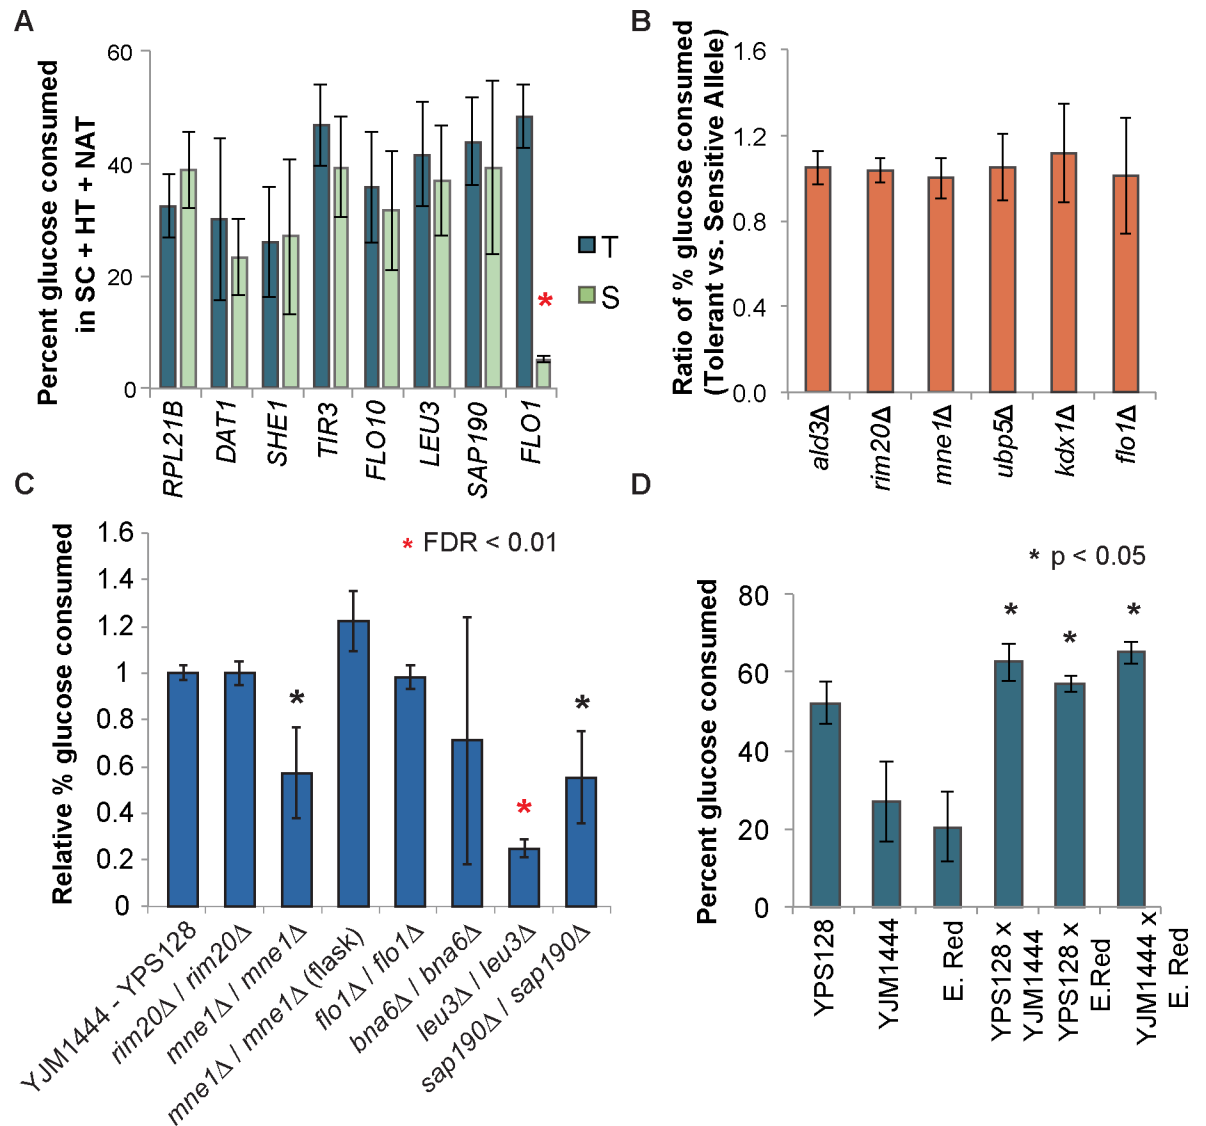 A
Percent glucose consumed
in SC + HT + NAT
60
40
20
0
*
T
S
RPL21B
DAT1
SHE1
TIR3
FLO10
LEU3
SAP190
FLO1
B
Ratio of % glucose consumed
(Tolerant vs. Sensitive Allele)
1.6
1.2
0.8
0.4
0.0
ald3Δ
rim20Δ
mne1Δ
ubp5Δ
kdx1Δ
flo1Δ
C
Relative % glucose consumed
1.6
1.4
1.2
1
0.8
0.6
0.4
0.2
0
* FDR < 0.01
*
*
*
YJM1444 - YPS128
rim20Δ / rim20Δ
mne1Δ / mne1Δ
mne1Δ / mne1Δ (flask)
flo1Δ / flo1Δ
bna6Δ / bna6Δ
leu3Δ / leu3Δ
sap190Δ / sap190Δ
D
Percent glucose consumed
80
60
40
20
0
* p < 0.05
*
*
*
YPS128
YJM1444
E. Red
YPS128 x
YJM1444
YPS128 x
E.Red
YJM1444 x
E. Red